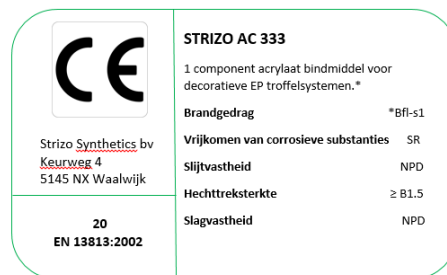 CE
Strizo Synthetics bv
Keurweg 4
5145 NX Waalwijk
20
EN 13813:2002
STRIZO AC 333
1 component acrylaat bindmiddel voor
decoratieve EP troffelsystemen.*
Brandgedrag *Bfl-s1
Vrijkomen van corrosieve substanties SR
Slijtvastheid NPD
Hechttreksterkte ≥ B1.5
Slagvastheid NPD